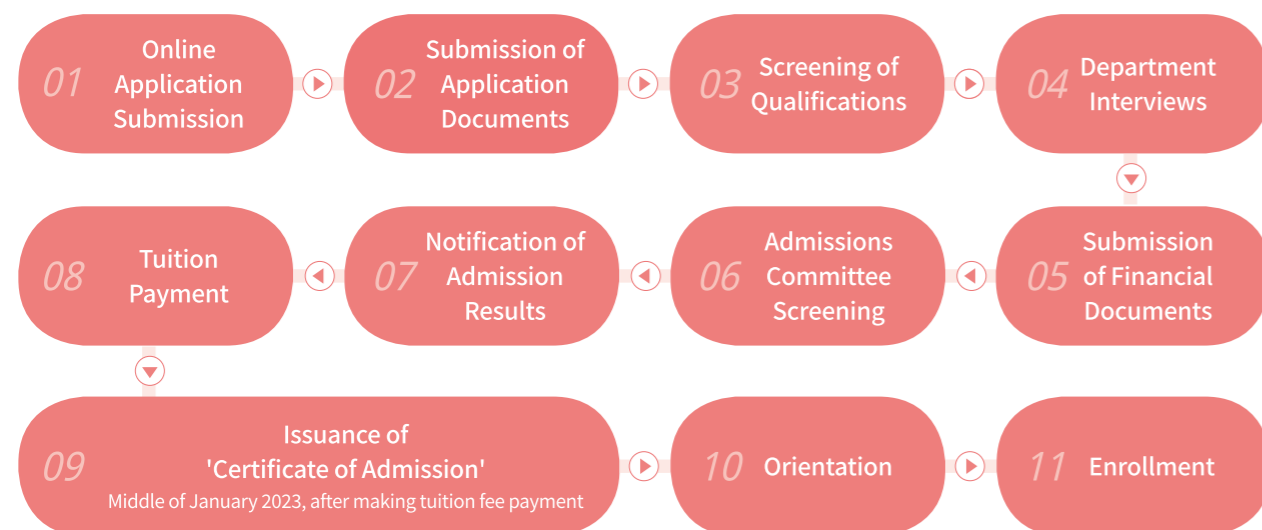 01
Online
Application
Submission
02
Submission of
Application
Documents
03
Screening of
Qualifications
04
Department
Interviews
05
Submission
of Financial
Documents
06
Admissions
Committee
Screening
07
Notification of
Admission
Results
08
Tuition
Payment
09
Issuance of
'Certificate of Admission'
Middle of January 2023, after making tuition fee payment
10
Orientation
11
Enrollment